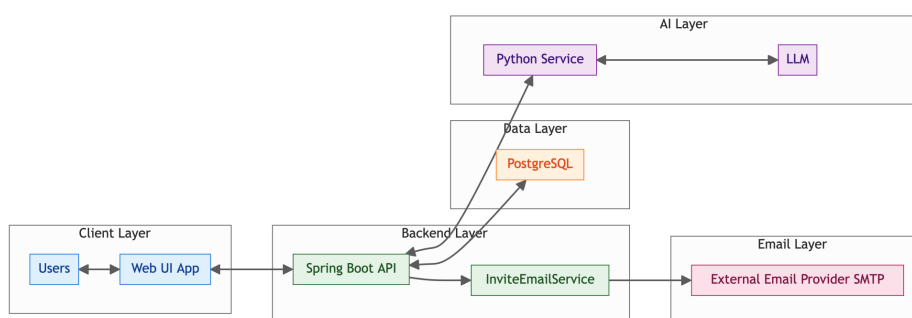 AI Layer
Python Service
LLM
Data Layer
PostgreSQL
Client Layer
Users
Web UI App
Backend Layer
Spring Boot API
InviteEmailService
Email Layer
External Email Provider SMTP